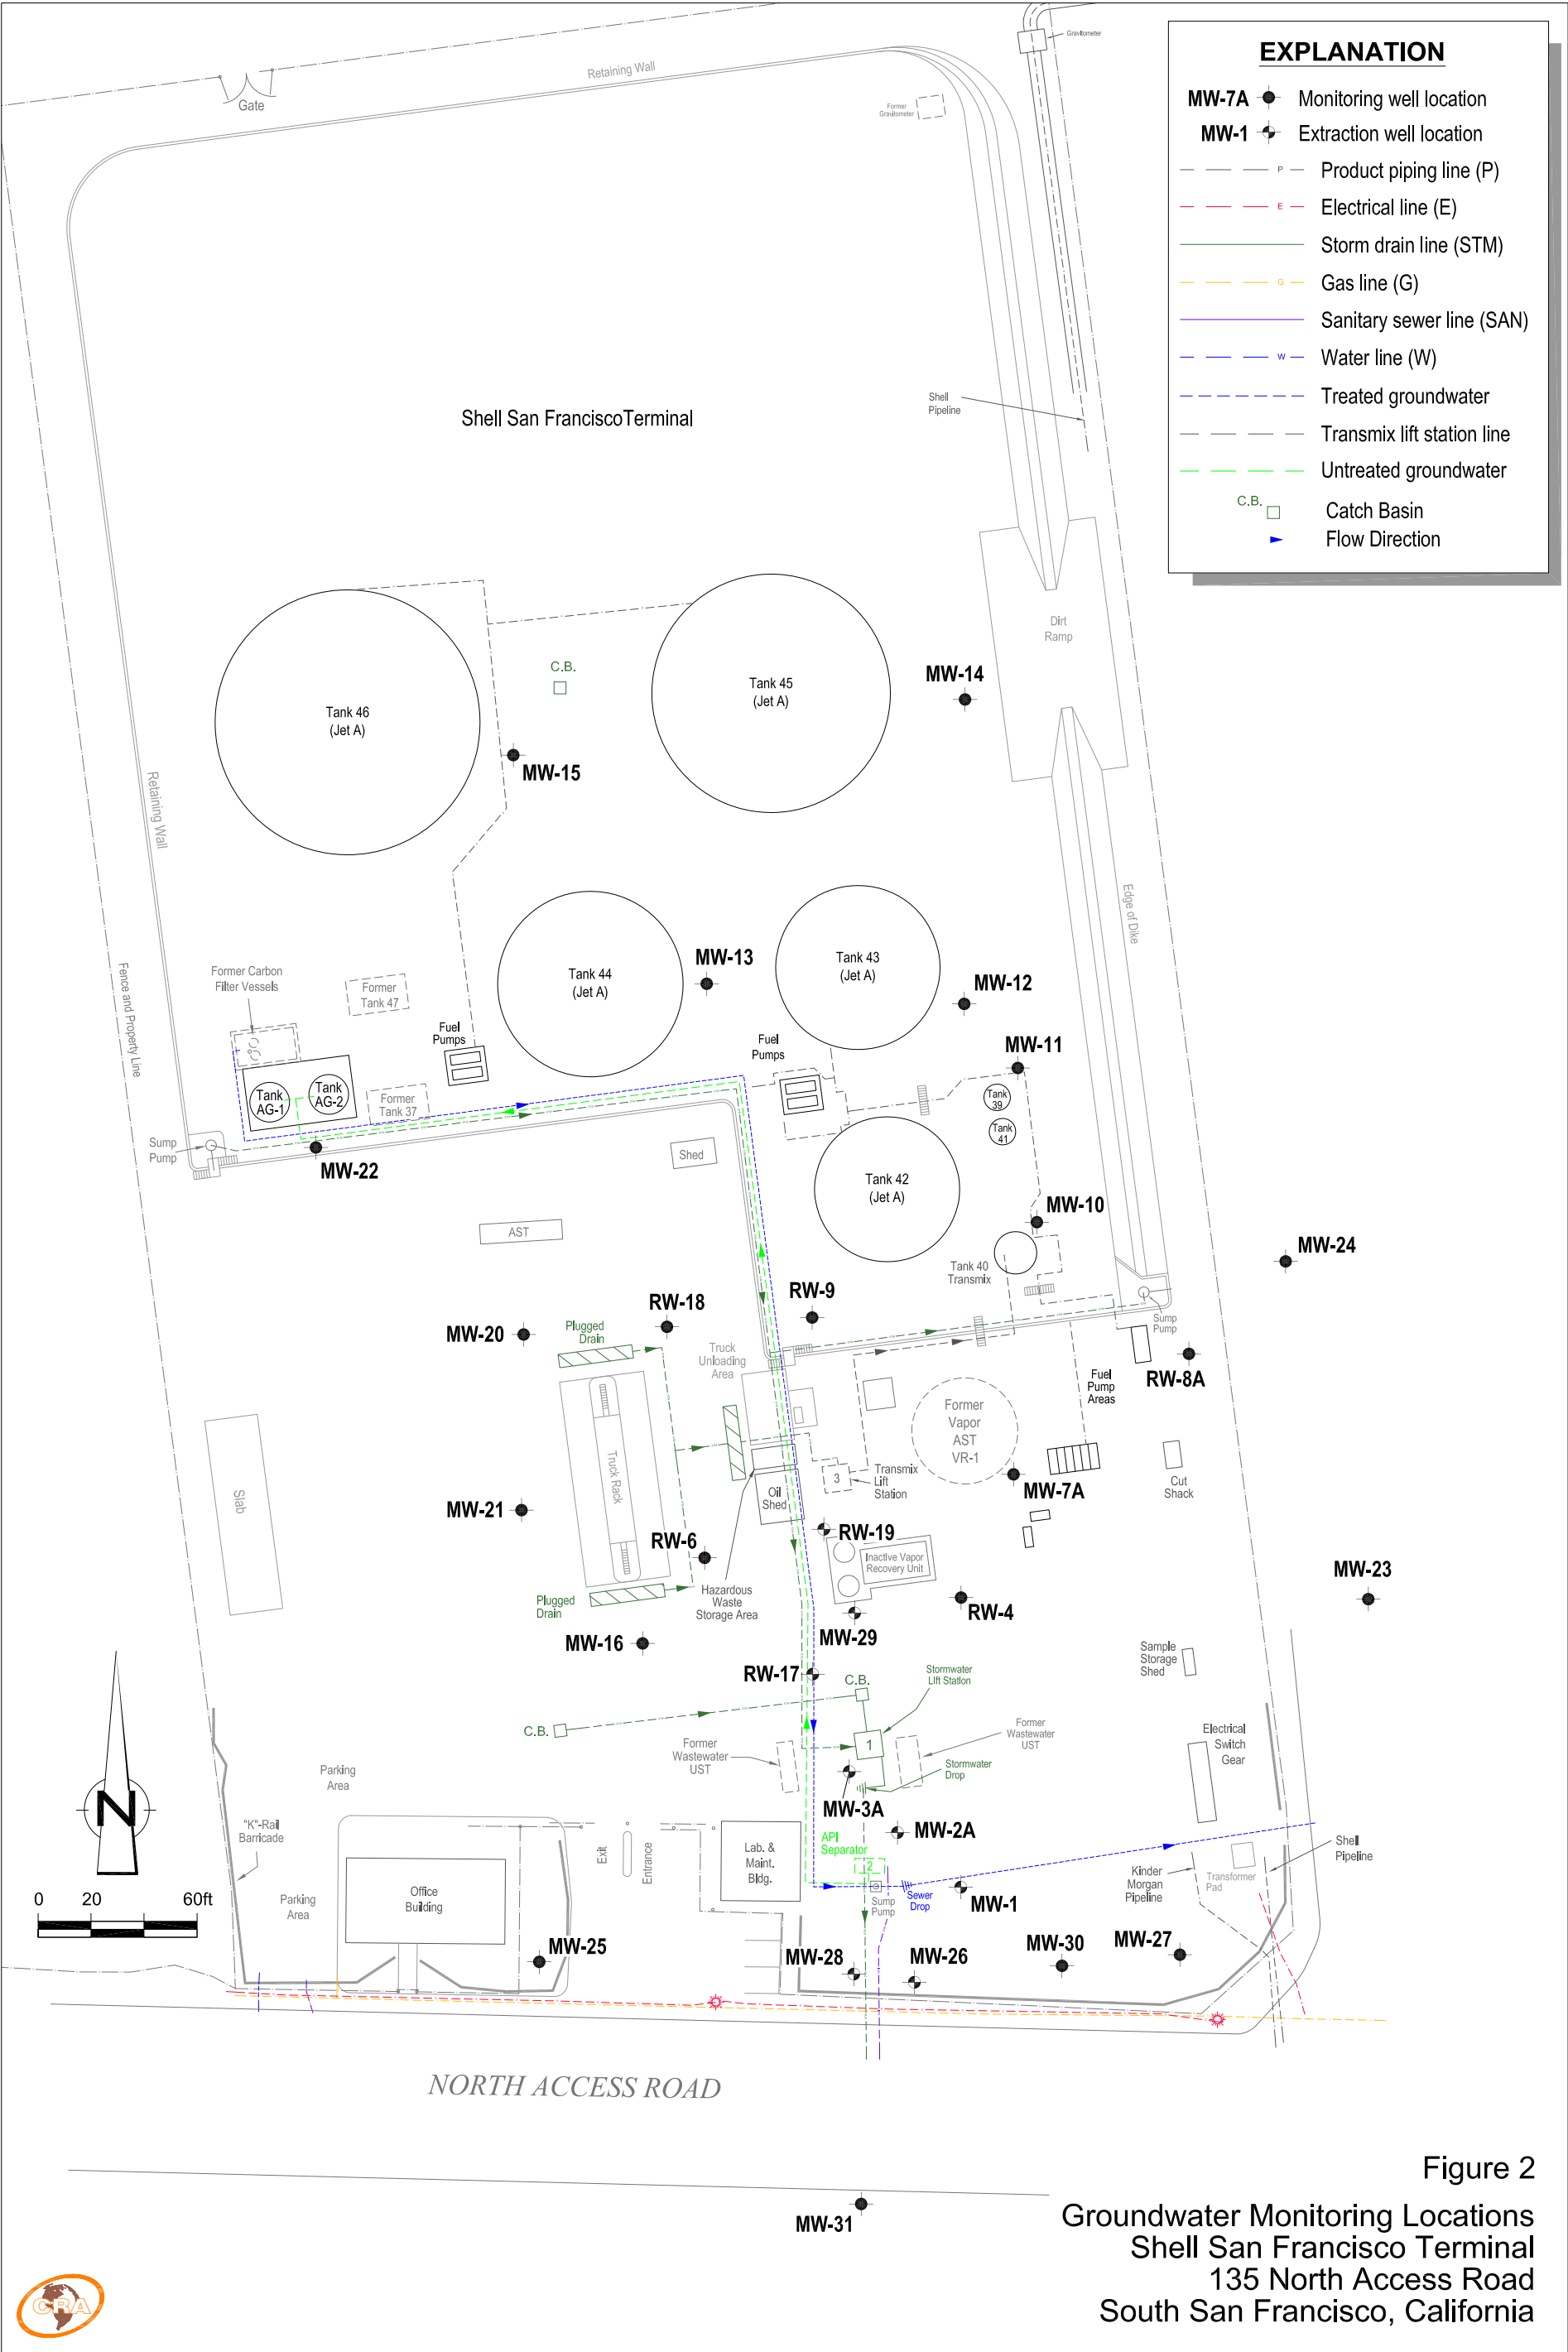 EXPLANATION
MW-7A Monitoring well location
MW-1 Extraction well location
P Product piping line (P)
E Electrical line (E)
Storm drain line (STM)
G Gas line (G)
Sanitary sewer line (SAN)
W Water line (W)
Treated groundwater
Transmix lift station line
Untreated groundwater
C.B.
Catch Basin
Flow Direction
Gravitometer
Retaining Wall
Gate
Former
Gravitometer
Shell San FranciscoTerminal
Shell
Pipeline
Dirt
Ramp
C.B.
Tank 46
(Jet A)
Tank 45
(Jet A)
MW-14
MW-15
Retaining Wall
Edge of Dike
Fence and Property Line
Former Carbon
Filter Vessels
Former
Tank 47
Tank 44
(Jet A)
MW-13
Tank 43
(Jet A)
MW-12
Fuel
Pumps
Fuel
Pumps
MW-11
Tank
AG-1
Tank
AG-2
Former
Tank 37
Tank
39
Tank
41
Sump
Pump
MW-22
Shed
Tank 42
(Jet A)
MW-10
AST
Tank 40
Transmix
MW-24
RW-9
RW-18
MW-20
Plugged
Drain
Truck
Unloading
Area
Sump
Pump
RW-8A
Fuel
Pump
Areas
Former
Vapor
AST
VR-1
Truck Rack
Slab
Transmix
Lift
Station
3
MW-7A
Cut
Shack
Oil
Shed
MW-21
RW-19
RW-6
Inactive Vapor
Recovery Unit
Hazardous
Waste
Storage Area
MW-23
RW-4
Plugged
Drain
MW-29
MW-16
RW-17
C.B.
Stormwater
Lift Station
Sample
Storage
Shed
C.B.
1
Former
Wastewater
UST
Former
Wastewater
UST
Electrical
Switch
Gear
Stormwater
Drop
Parking
Area
MW-3A
N
"K"-Rail
Barricade
Exit
Entrance
MW-2A
API
Separator
2
Lab. &
Maint.
Bldg.
Shell
Pipeline
Kinder
Morgan
Pipeline
Transformer
Pad
0 20 60ft
Parking
Area
Office
Building
Sump
Pump
Sewer
Drop
MW-1
MW-25
MW-28
MW-26
MW-30
MW-27
NORTH ACCESS ROAD
MW-31
Figure 2
Groundwater Monitoring Locations
Shell San Francisco Terminal
135 North Access Road
South San Francisco, California
CRA